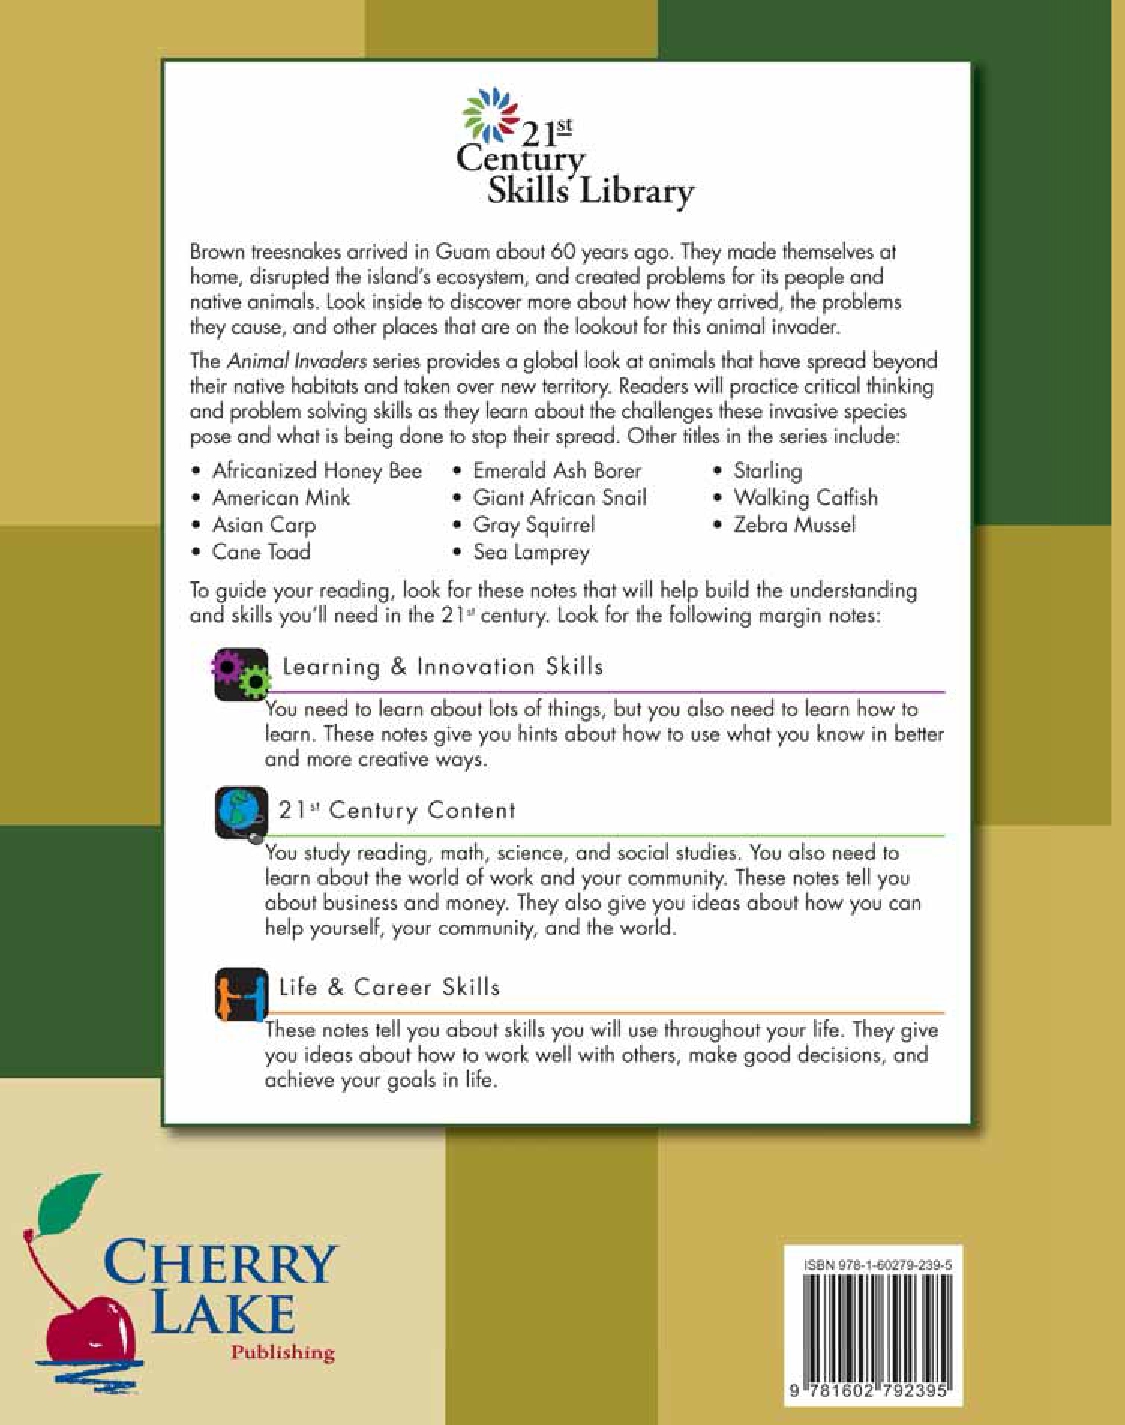 21st
Century
Skills Library
Brown treesnakes arrived in Guam about 60 years ago. They made themselves at
home, disrupted the island's ecosystem, and created problems for its people and
native animals. Look inside to discover more about how they arrived, the problems
they cause, and other places that are on the lookout for this animal invader.
The Animal Invaders series provides a global look at animals that have spread beyond
their native habitats and taken over new territory. Readers will practice critical thinking
and problem solving skills as they learn about the challenges these invasive species
pose and what is being done to stop their spread. Other titles in the series include:
• Africanized Honey Bee
• American Mink
• Asian Carp
• Cane Toad
• Emerald Ash Borer
• Giant African Snail
• Gray Squirrel
• Sea Lamprey
• Starling
• Walking Catfish
• Zebra Mussel
To guide your reading, look for these notes that will help build the understanding
and skills you'll need in the 21st century. Look for the following margin notes:
Learning & Innovation Skills
You need to learn about lots of things, but you also need to learn how to
learn. These notes give you hints about how to use what you know in better
and more creative ways.
21st Century Content
You study reading, math, science, and social studies. You also need to
learn about the world of work and your community. These notes tell you
about business and money. They also give you ideas about how you can
help yourself, your community, and the world.
Life & Career Skills
These notes tell you about skills you will use throughout your life. They give
you ideas about how to work well with others, make good decisions, and
achieve your goals in life.
CHERRY
LAKE
Publishing
ISBN 978-1-60279-239-5
9 781602 792395